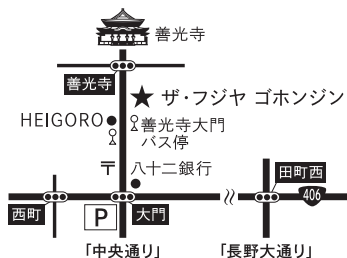 善光寺
善光寺
★ ザ・フジヤ ゴホンジン
HEIGORO
善光寺大門
バス停
〒 八十二銀行
田町西
406
西町
P
大門
「中央通り」
「長野大通り」